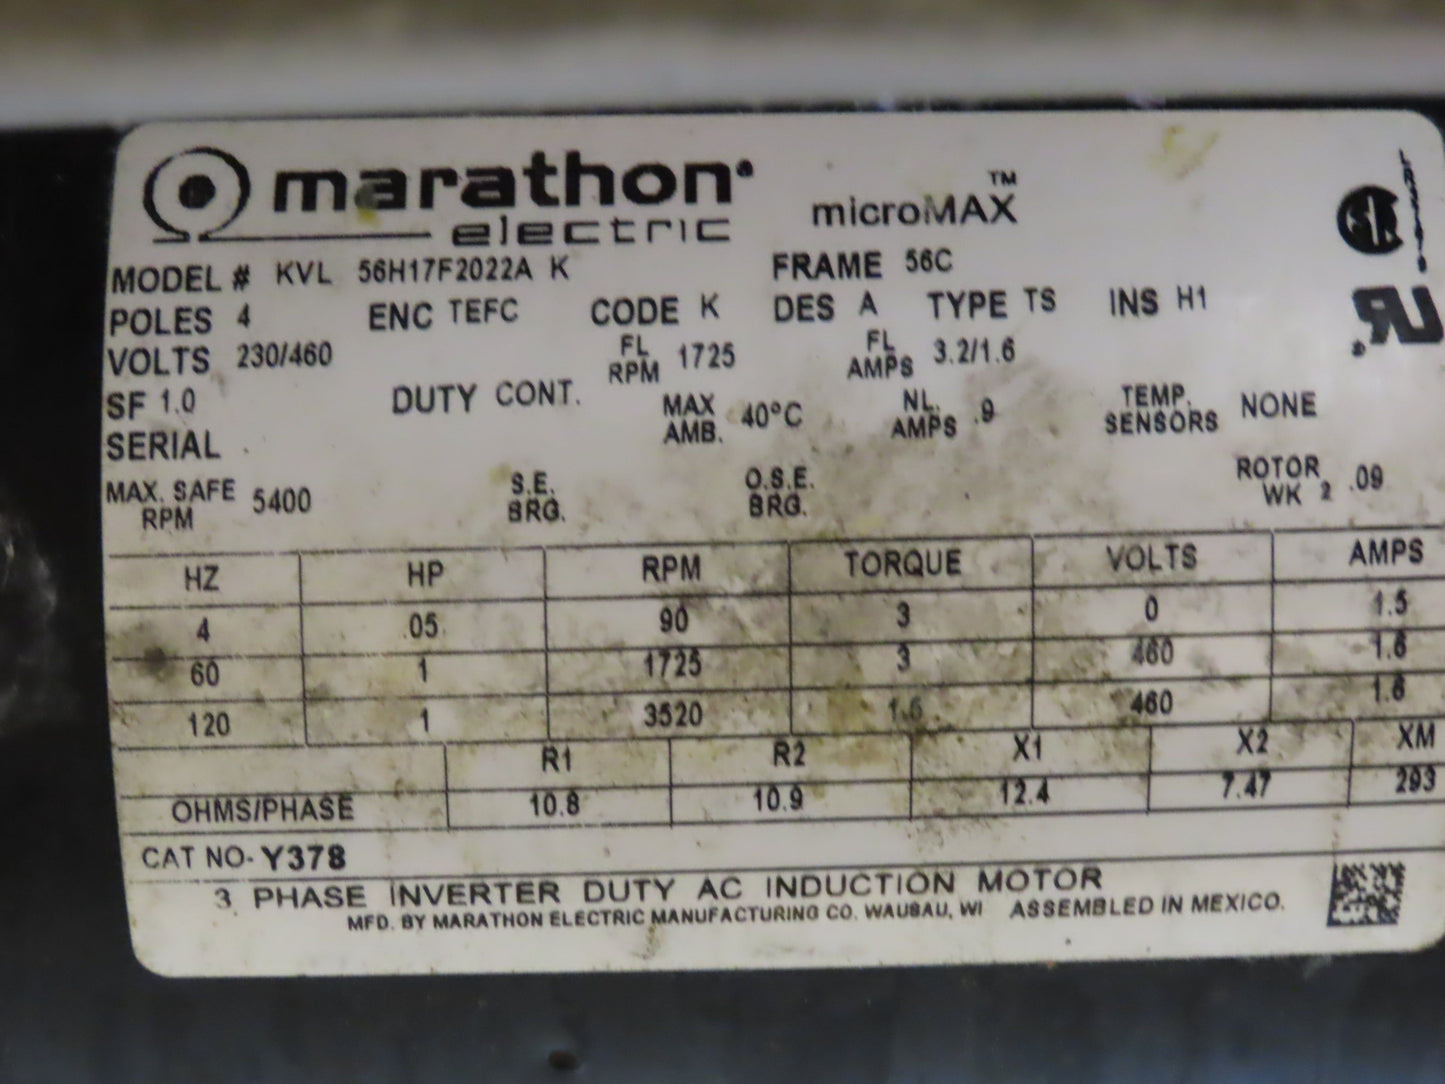 marathon®
electric
microMAX™
MODEL # KVL 56H17F2022A K FRAME 56C
POLES 4 ENC TEFC CODE K DES A TYPE TS INS H1
VOLTS 230/460 FL RPM 1725 FL AMPS 3.2/1.6
SF 1.0 DUTY CONT. MAX AMB. 40°C NL. AMPS .9 TEMP. SENSORS NONE
SERIAL
MAX. SAFE RPM 5400 S.E. BRG. O.S.E. BRG. ROTOR WK 2 .09
HZ HP RPM TORQUE VOLTS AMPS
4 .05 90 3 0 1.5
60 1 1725 3 460 1.6
120 1 3520 1.5 460 1.6
R1 R2 X1 X2 XM
OHMS/PHASE 10.8 10.9 12.4 7.47 293
CAT NO- Y378
3 PHASE INVERTER DUTY AC INDUCTION MOTOR
MFD. BY MARATHON ELECTRIC MANUFACTURING CO. WAUSAU, WI ASSEMBLED IN MEXICO.